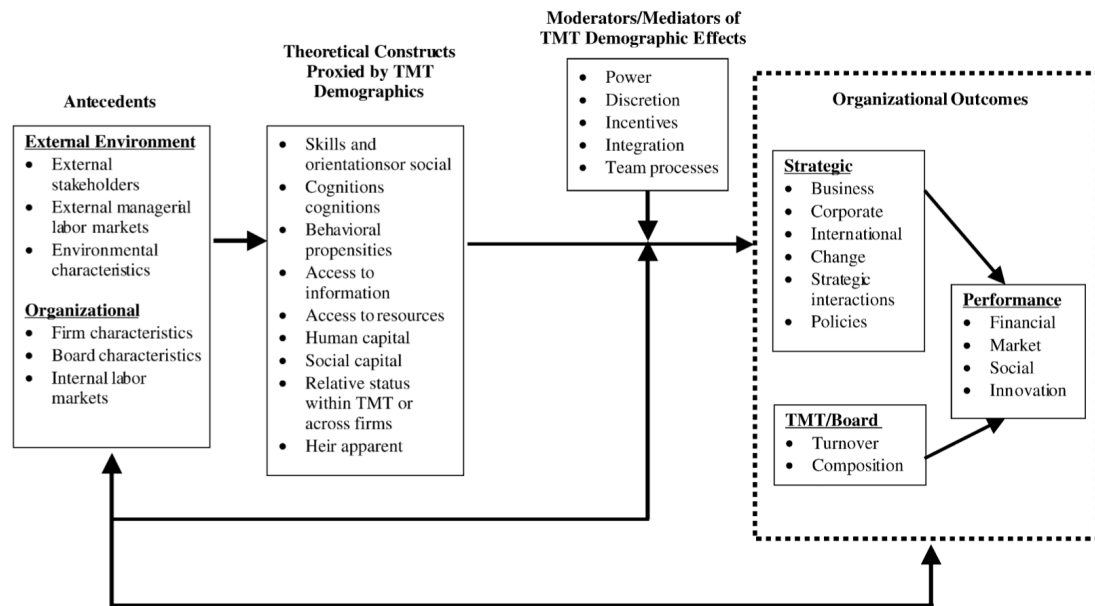 Antecedents
External Environment
• External
stakeholders
• External managerial
labor markets
• Environmental
characteristics
Organizational
• Firm characteristics
• Board characteristics
• Internal labor
markets
Theoretical Constructs
Proxied by TMT
Demographics
• Skills and
orientationsor social
• Cognitions
cognitions
• Behavioral
propensities
• Access to
information
• Access to resources
• Human capital
• Social capital
• Relative status
within TMT or
across firms
• Heir apparent
Moderators/Mediators of
TMT Demographic Effects
• Power
• Discretion
• Incentives
• Integration
• Team processes
Organizational Outcomes
Strategic
• Business
• Corporate
• International
• Change
• Strategic
interactions
• Policies
TMT/Board
• Turnover
• Composition
Performance
• Financial
• Market
• Social
• Innovation